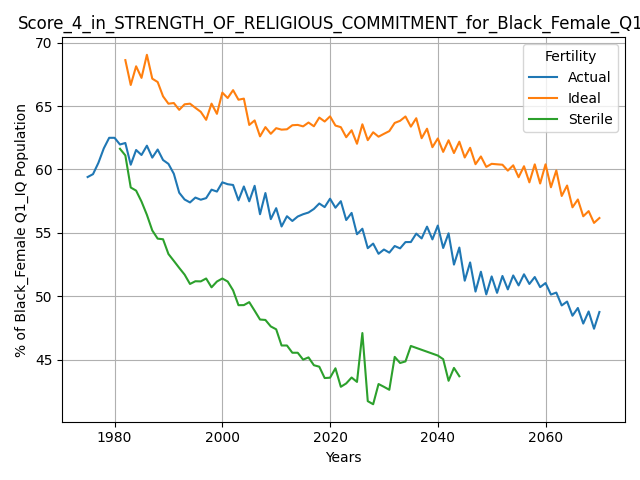 Score_4_in_STRENGTH_OF_RELIGIOUS_COMMITMENT_for_Black_Female_Q1
% of Black_Female Q1_IQ Population
70
65
60
55
50
45
Fertility
Actual
Ideal
Sterile
1980 2000 2020 2040 2060
Years